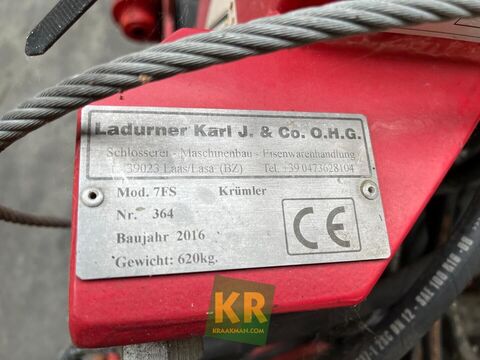 Ladurner Karl J. & Co. O.H.G.
Schlosserei - Maschinenbau - Eisenwarenhandlung
39023 Laas/Lasa (BZ) Tel. +39 0473628104
Mod. 7FS Krümler
Nr. 364
Baujahr 2016
Gewicht: 620kg.
CE
KR
KRAAKMAN.COM